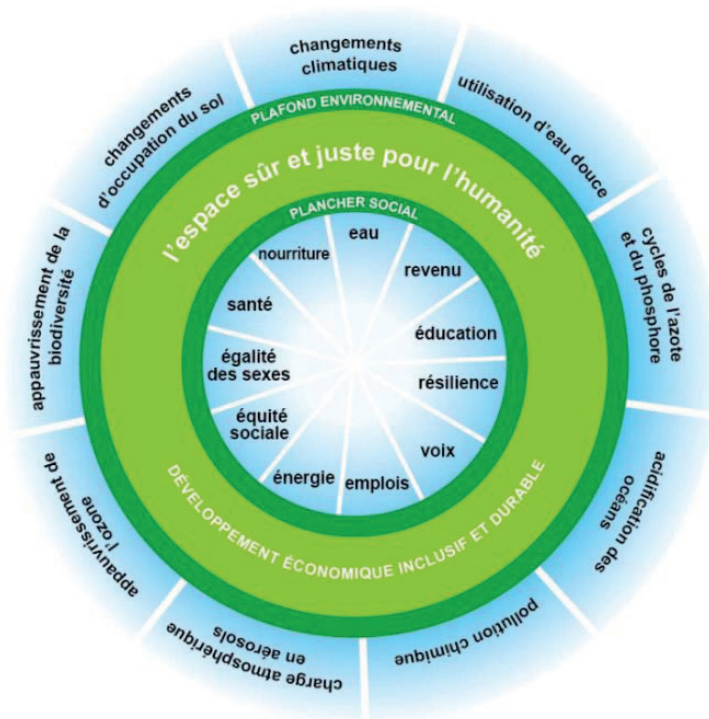 changements
climatiques
utilisation d'eau douce
cycles de l'azote
et du phosphore
acidification des
océans
pollution chimique
charge atmosphérique
en aérosols
appauvrissement de
l'ozone
appauvrissement de la
biodiversité
changements
d'occupation du sol
PLAFOND ENVIRONNEMENTAL
l'espace sûr et juste pour l'humanité
PLANCHER SOCIAL
eau
revenu
éducation
résilience
voix
emplois
énergie
équité
sociale
égalité
des sexes
santé
nourriture
DÉVELOPPEMENT ÉCONOMIQUE INCLUSIF ET DURABLE